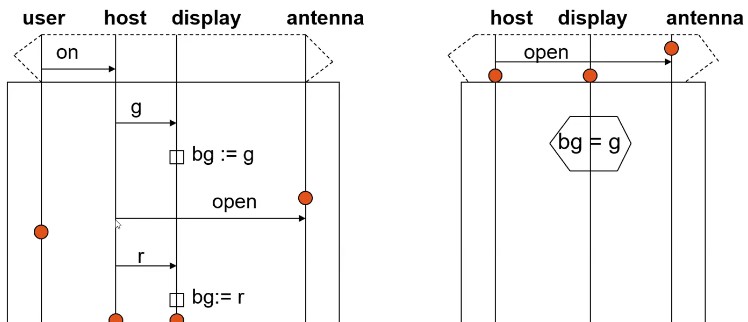 user host display antenna
on
g
bg := g
open
r
bg:= r
host display antenna
open
bg = g